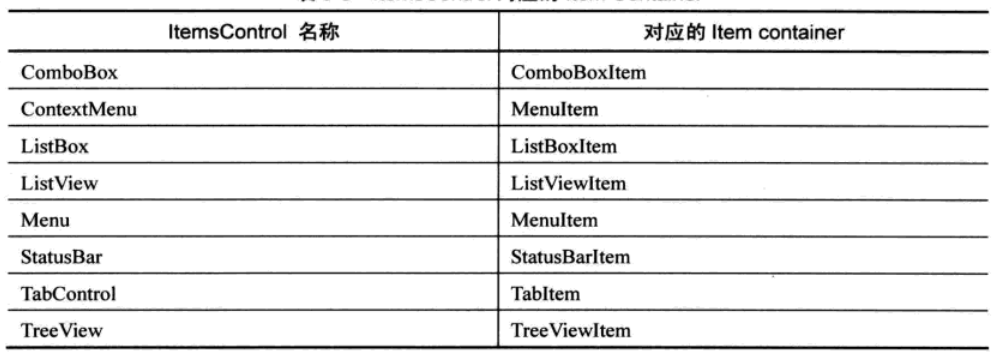 ItemsControl 名称 对应的 Item container
ComboBox ComboBoxItem
ContextMenu MenuItem
ListBox ListBoxItem
ListView ListViewItem
Menu MenuItem
StatusBar StatusBarItem
TabControl TabItem
TreeView TreeViewItem